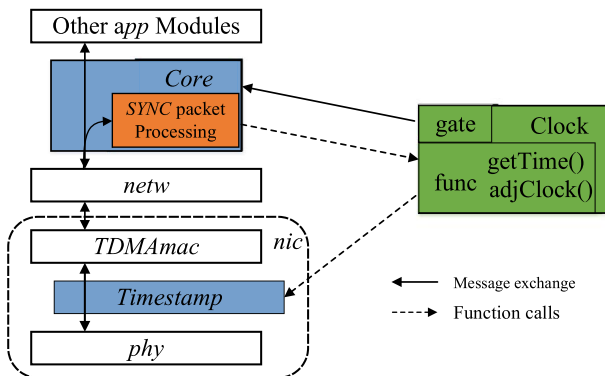 Other app Modules
Core
SYNC packet
Processing
gate
Clock
func
getTime()
adjClock()
netw
nic
TDMAmac
Timestamp
phy
Message exchange
Function calls